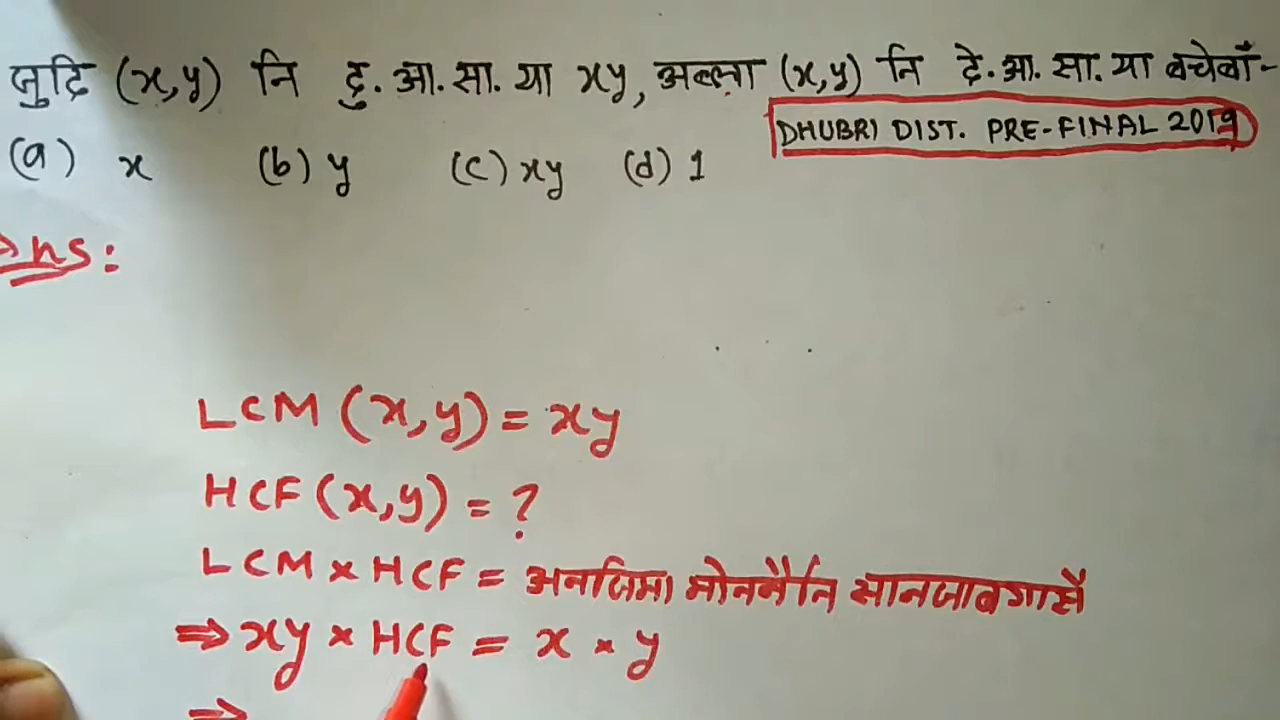 जुदि (x,y) नि दु.आ.सा.या xy, अब्ला (x,y) नि दे.आ.सा.या बेचेबाँ-
DHUBRI DIST. PRE-FINAL 2019
(a) x (b) y (c) xy (d) 1
Ans:
LCM (x,y) = xy
HCF (x,y) = ?
LCM × HCF = अनजिमा मोननैनि सानजाबगासै
⇒ xy × HCF = x × y
⇒